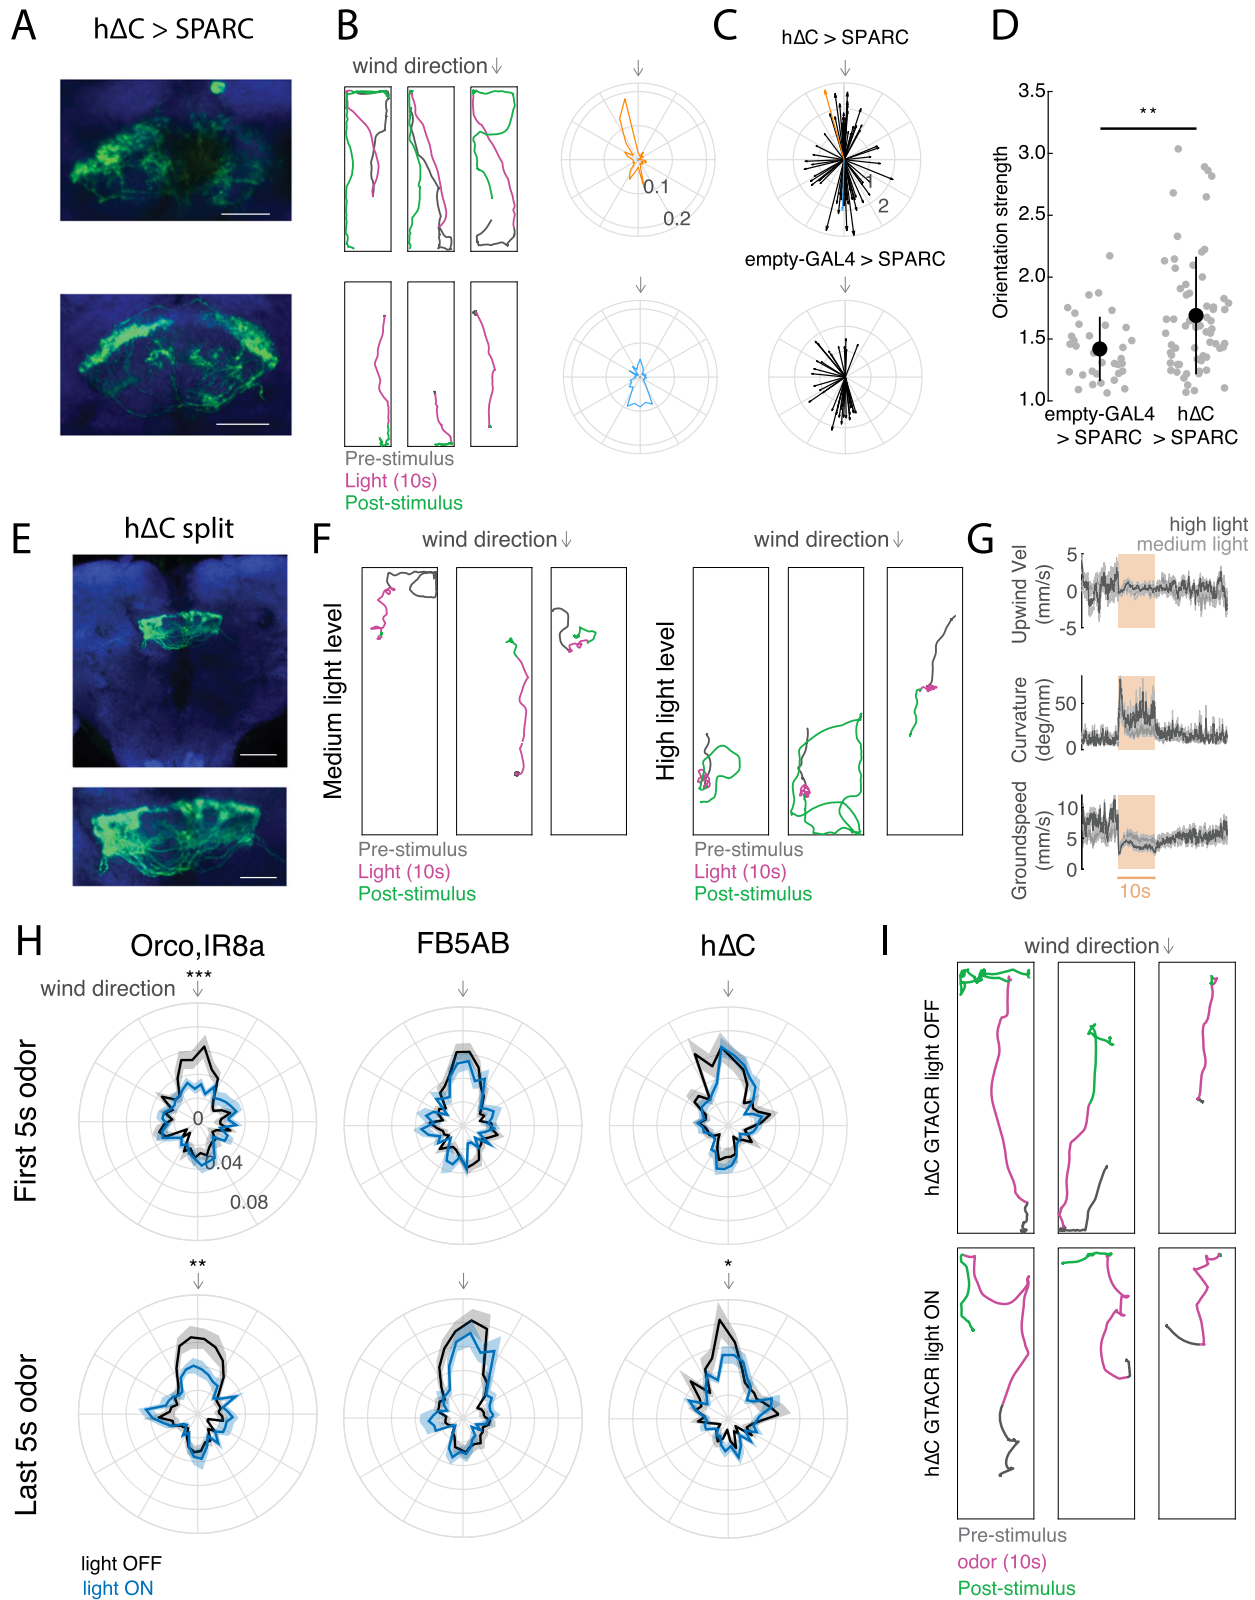 A
hΔC > SPARC
B
wind direction↓
0.1
0.2
Pre-stimulus
Light (10s)
Post-stimulus
C
hΔC > SPARC
1
2
empty-GAL4 > SPARC
D
**
Orientation strength
3.5
3.0
2.5
2.0
1.5
1.0
empty-GAL4
> SPARC
hΔC
> SPARC
E
hΔC split
F
wind direction↓
Medium light level
Pre-stimulus
Light (10s)
Post-stimulus
wind direction↓
High light level
Pre-stimulus
Light (10s)
Post-stimulus
G
high light
medium light
Upwind Vel
(mm/s)
5
0
-5
Curvature
(deg/mm)
50
0
Groundspeed
(mm/s)
10
5
0
10s
H
Orco,IR8a
FB5AB
hΔC
wind direction
***
First 5s odor
0
0.04
0.08
Last 5s odor
**
*
light OFF
light ON
I
wind direction↓
hΔC GTACR light OFF
hΔC GTACR light ON
Pre-stimulus
odor (10s)
Post-stimulus